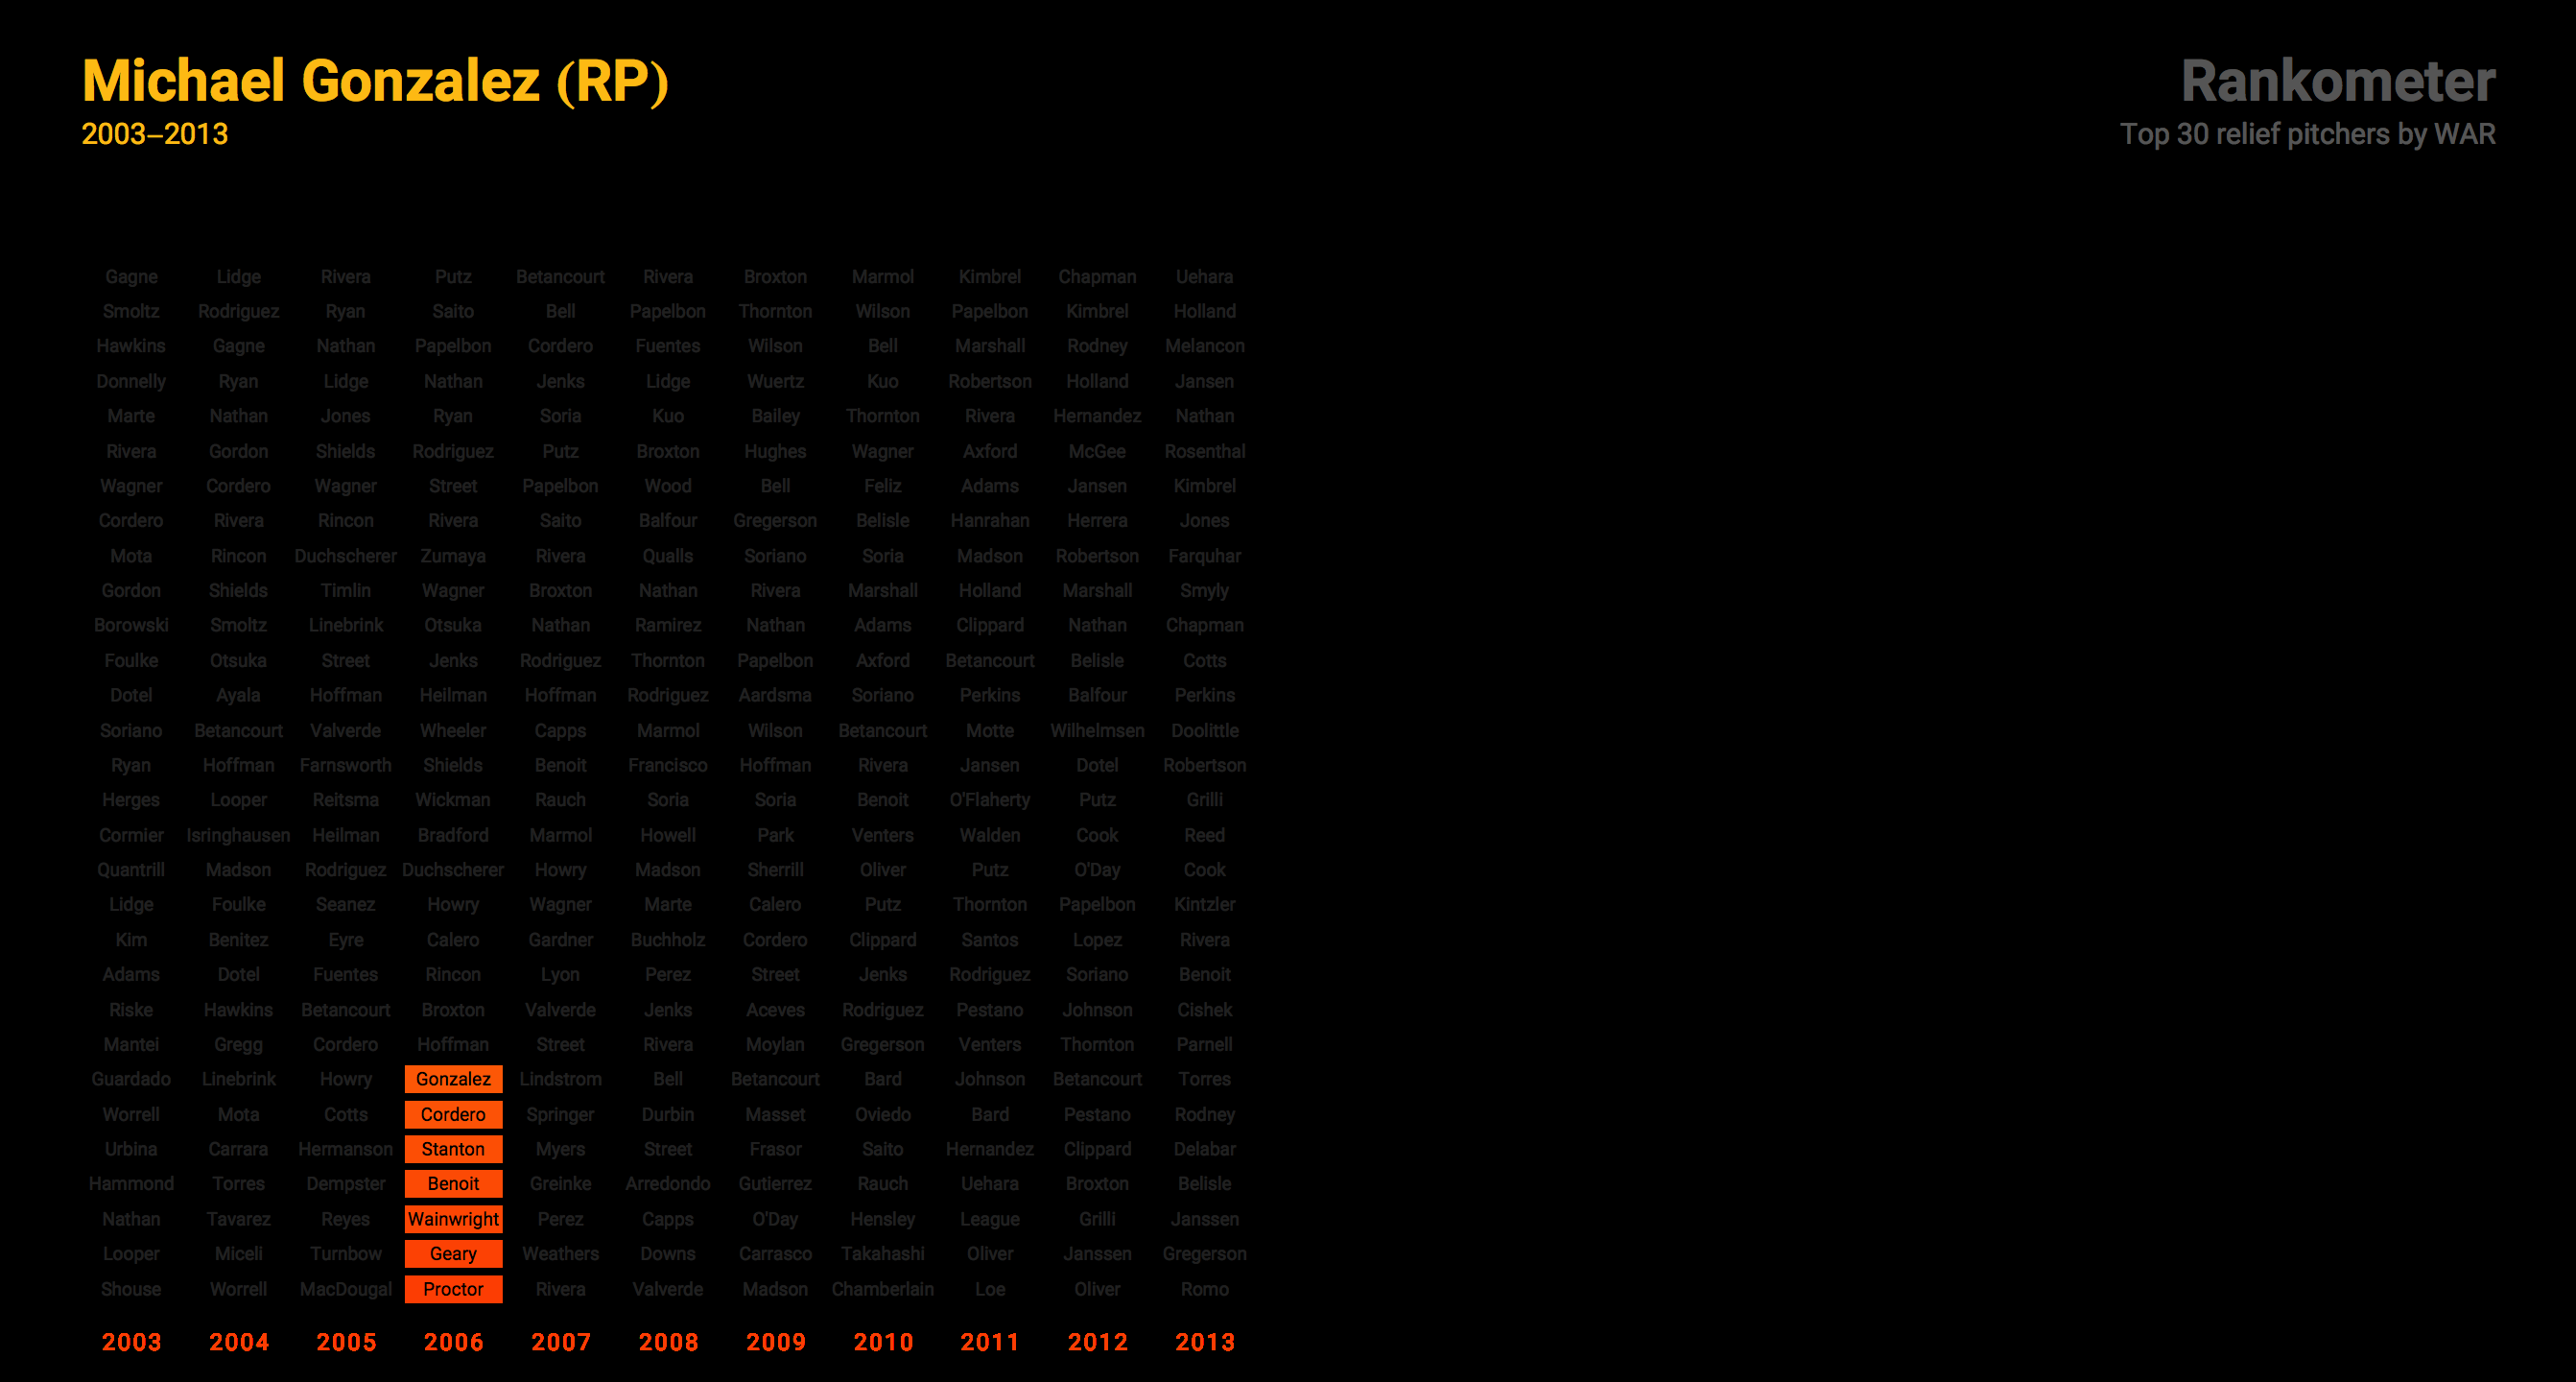 Michael Gonzalez (RP)
2003–2013
Rankometer
Top 30 relief pitchers by WAR
Gagne Lidge Rivera Putz Betancourt Rivera Broxton Marmol Kimbrel Chapman Uehara
Smoltz Rodriguez Ryan Saito Bell Papelbon Thornton Wilson Papelbon Kimbrel Holland
Hawkins Gagne Nathan Papelbon Cordero Fuentes Wilson Bell Marshall Rodney Melancon
Donnelly Ryan Lidge Nathan Jenks Lidge Wuertz Kuo Robertson Holland Jansen
Marte Nathan Jones Ryan Soria Kuo Bailey Thornton Rivera Hernandez Nathan
Rivera Gordon Shields Rodriguez Putz Broxton Hughes Wagner Axford McGee Rosenthal
Wagner Cordero Wagner Street Papelbon Wood Bell Feliz Adams Jansen Kimbrel
Cordero Rivera Rincon Rivera Saito Balfour Gregerson Belisle Hanrahan Herrera Jones
Mota Rincon Duchscherer Zumaya Rivera Qualls Soriano Soria Madson Robertson Farquhar
Gordon Shields Timlin Wagner Broxton Nathan Rivera Marshall Holland Marshall Smyly
Borowski Smoltz Linebrink Otsuka Nathan Ramirez Nathan Adams Clippard Nathan Chapman
Foulke Otsuka Street Jenks Rodriguez Thornton Papelbon Axford Betancourt Belisle Cotts
Dotel Ayala Hoffman Heilman Hoffman Rodriguez Aardsma Soriano Perkins Balfour Perkins
Soriano Betancourt Valverde Wheeler Capps Marmol Wilson Betancourt Motte Wilhelmsen Doolittle
Ryan Hoffman Farnsworth Shields Benoit Francisco Hoffman Rivera Jansen Dotel Robertson
Herges Looper Reitsma Wickman Rauch Soria Soria Benoit O'Flaherty Putz Grilli
Cormier Isringhausen Heilman Bradford Marmol Howell Park Venters Walden Cook Reed
Quantrill Madson Rodriguez Duchscherer Howry Madson Sherrill Oliver Putz O'Day Cook
Lidge Foulke Seanez Howry Wagner Marte Calero Putz Thornton Papelbon Kintzler
Kim Benitez Eyre Calero Gardner Buchholz Cordero Clippard Santos Lopez Rivera
Adams Dotel Fuentes Rincon Lyon Perez Street Jenks Rodriguez Soriano Benoit
Riske Hawkins Betancourt Broxton Valverde Jenks Aceves Rodriguez Pestano Johnson Cishek
Mantei Gregg Cordero Hoffman Street Rivera Moylan Gregerson Venters Thornton Parnell
Guardado Linebrink Howry Gonzalez Lindstrom Bell Betancourt Bard Johnson Betancourt Torres
Worrell Mota Cotts Cordero Springer Durbin Masset Oviedo Bard Pestano Rodney
Urbina Carrara Hermanson Stanton Myers Street Frasor Saito Hernandez Clippard Delabar
Hammond Torres Dempster Benoit Greinke Arredondo Gutierrez Rauch Uehara Broxton Belisle
Nathan Tavarez Reyes Wainwright Perez Capps O'Day Hensley League Grilli Janssen
Looper Miceli Turnbow Geary Weathers Downs Carrasco Takahashi Oliver Janssen Gregerson
Shouse Worrell MacDougal Proctor Rivera Valverde Madson Chamberlain Loe Oliver Romo
2003 2004 2005 2006 2007 2008 2009 2010 2011 2012 2013